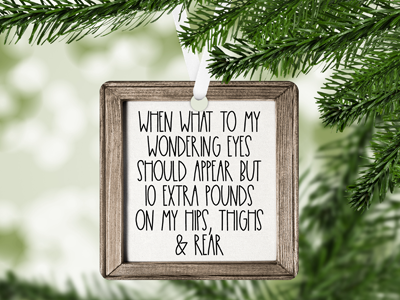 WHEN WHAT TO MY
WONDERING EYES
SHOULD APPEAR BUT
10 EXTRA POUNDS
ON MY HIPS, THIGHS
& REAR